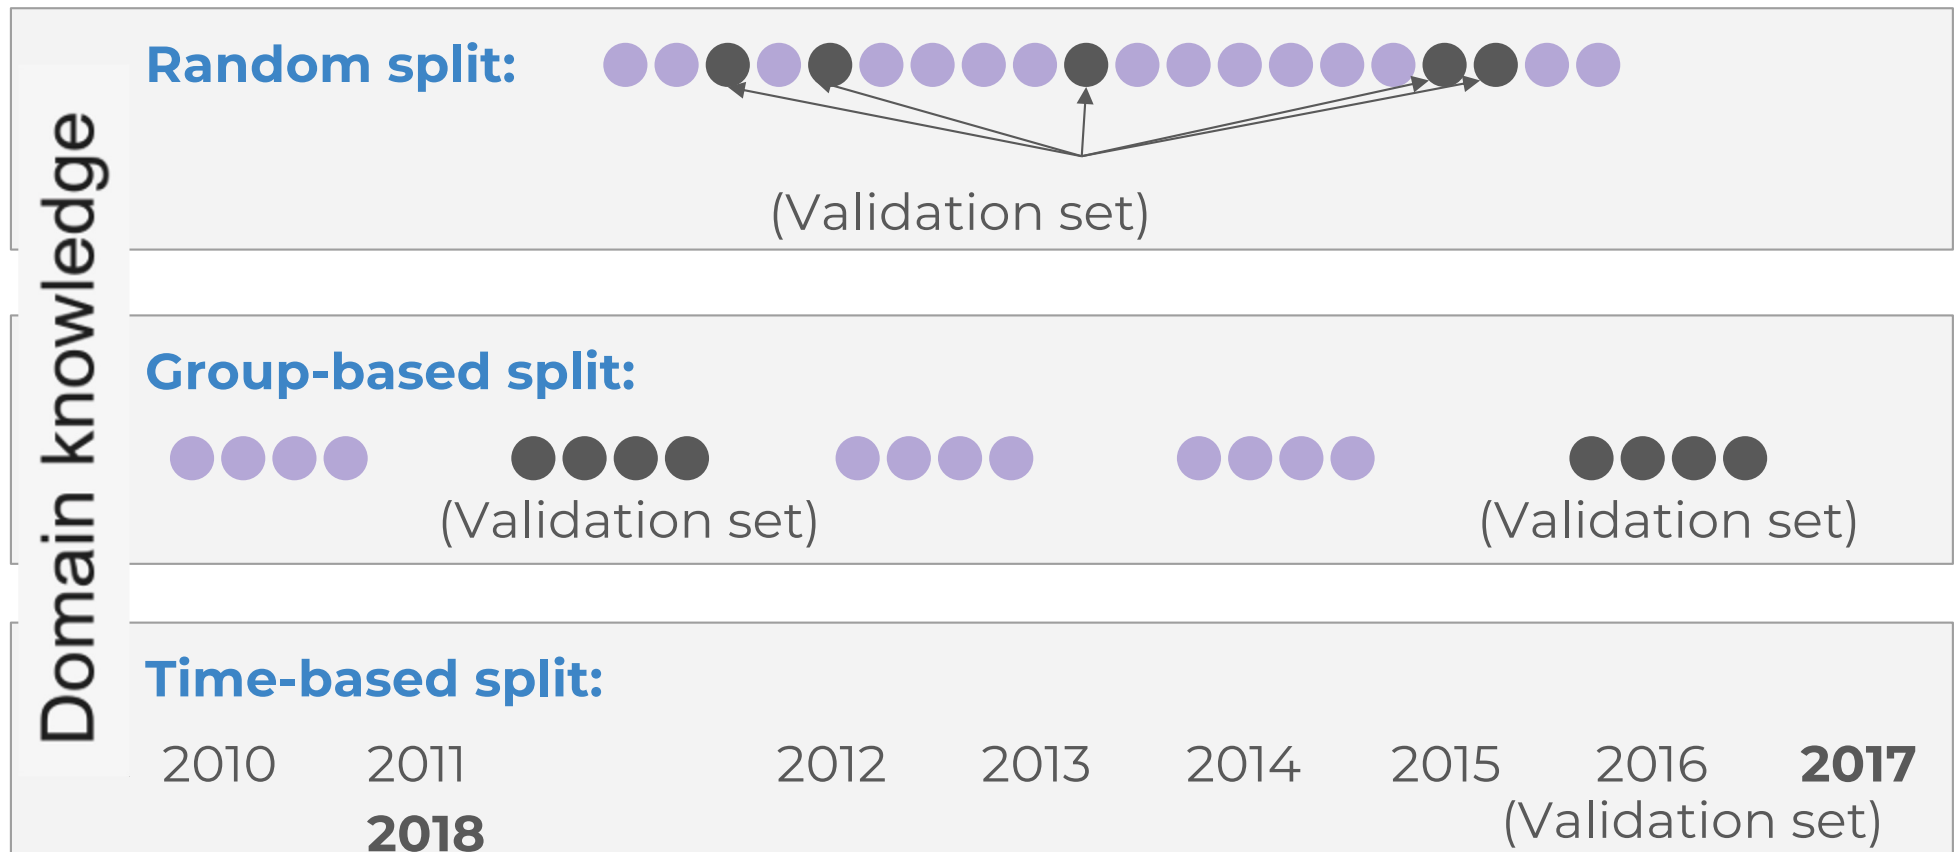 Domain knowledge
Random split:
(Validation set)
Group-based split:
(Validation set) (Validation set)
Time-based split:
2010 2011 2012 2013 2014 2015 2016 2017
2018 (Validation set)